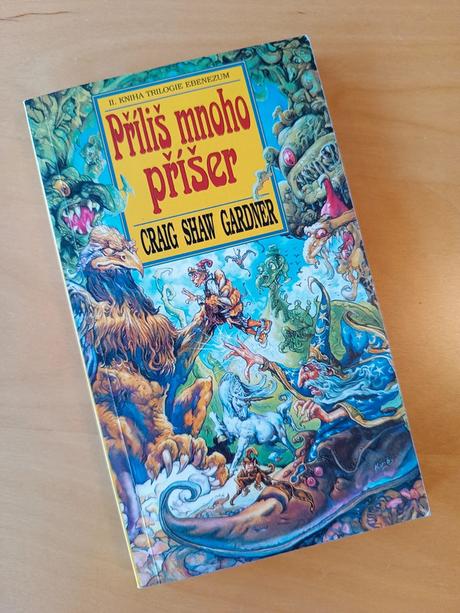 II. KNIHA TRILOGIE EBENEZUM
Příliš mnoho
příšer
CRAIG SHAW GARDNER